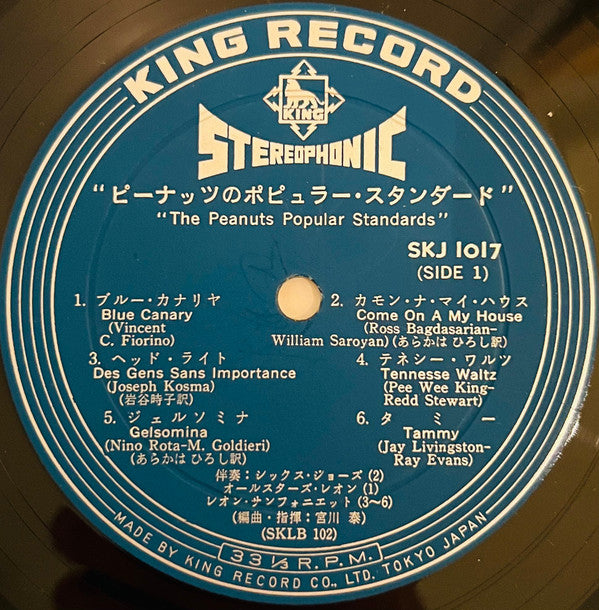 KING RECORD
KING
STEREOPHONIC
“ピーナッツのポピュラー・スタンダード”
“The Peanuts Popular Standards”
SKJ 1017
(SIDE 1)
1. ブルー・カナリヤ
Blue Canary
(Vincent
C. Fiorino)
2. カモン・ナ・マイ・ハウス
Come On A My House
(Ross Bagdasarian-
William Saroyan) (あらかは ひろし訳)
3. ヘッド・ライト
Des Gens Sans Importance
(Joseph Kosma)
(岩谷時子訳)
4. テネシー・ワルツ
Tennesse Waltz
(Pee Wee King-
Redd Stewart)
5. ジェルソミナ
Gelsomina
(Nino Rota-M. Goldieri)
(あらかは ひろし訳)
6. タミー
Tammy
(Jay Livingston-
Ray Evans)
伴奏:シックス・ジョーズ (2)
オールスターズ・レオン (1)
レオン・サンフォニエット (3~6)
(編曲・指揮:宮川 泰)
(SKLB 102)
33 1/3 R.P.M.
MADE BY KING RECORD CO., LTD. TOKYO JAPAN